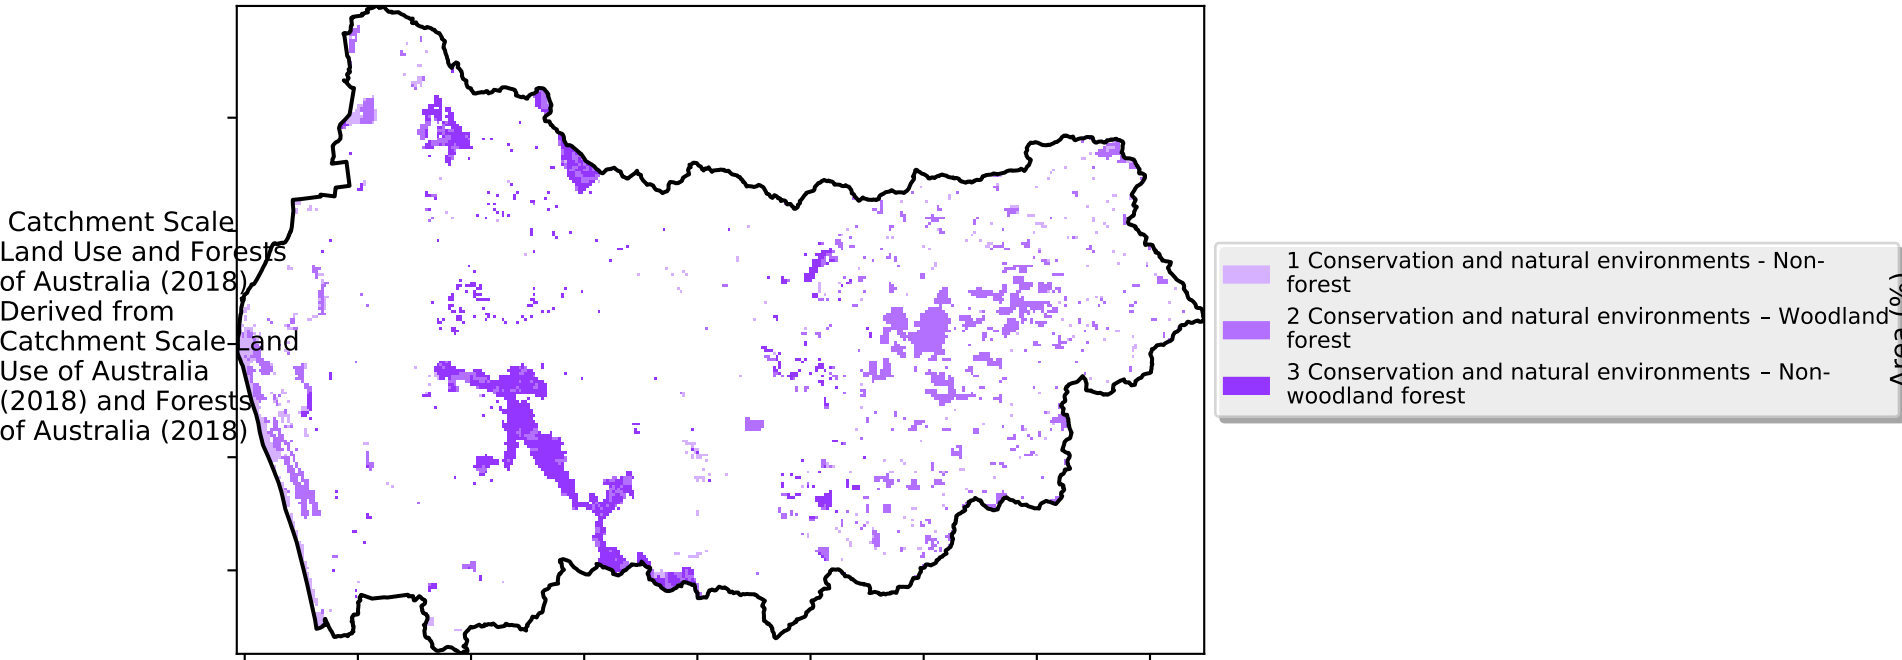 Catchment Scale
Land Use and Forests
of Australia (2018)
Derived from
Catchment Scale Land
Use of Australia
(2018) and Forests
of Australia (2018)
1 Conservation and natural environments - Non-
forest
2 Conservation and natural environments – Woodland
forest
3 Conservation and natural environments – Non-
woodland forest
Area (%)